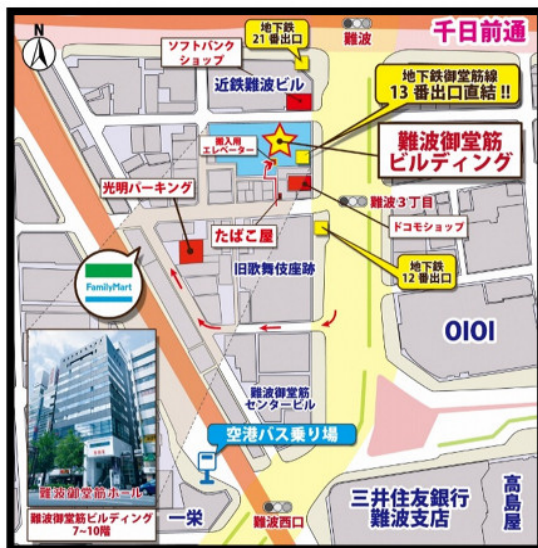 N
千日前通
難波
地下鉄
21番出口
ソフトバンク
ショップ
近鉄難波ビル
地下鉄御堂筋線
13番出口直結!!
搬入用
エレベーター
難波御堂筋
ビルディング
光明パーキング
難波3丁目
たばこ屋
ドコモショップ
旧歌舞伎座跡
地下鉄
12番出口
FamilyMart
OIOI
難波御堂筋
センタービル
空港バス乗り場
難波御堂筋ホール
難波御堂筋ビルディング
7~10階
一栄
難波西口
三井住友銀行
難波支店
高島屋